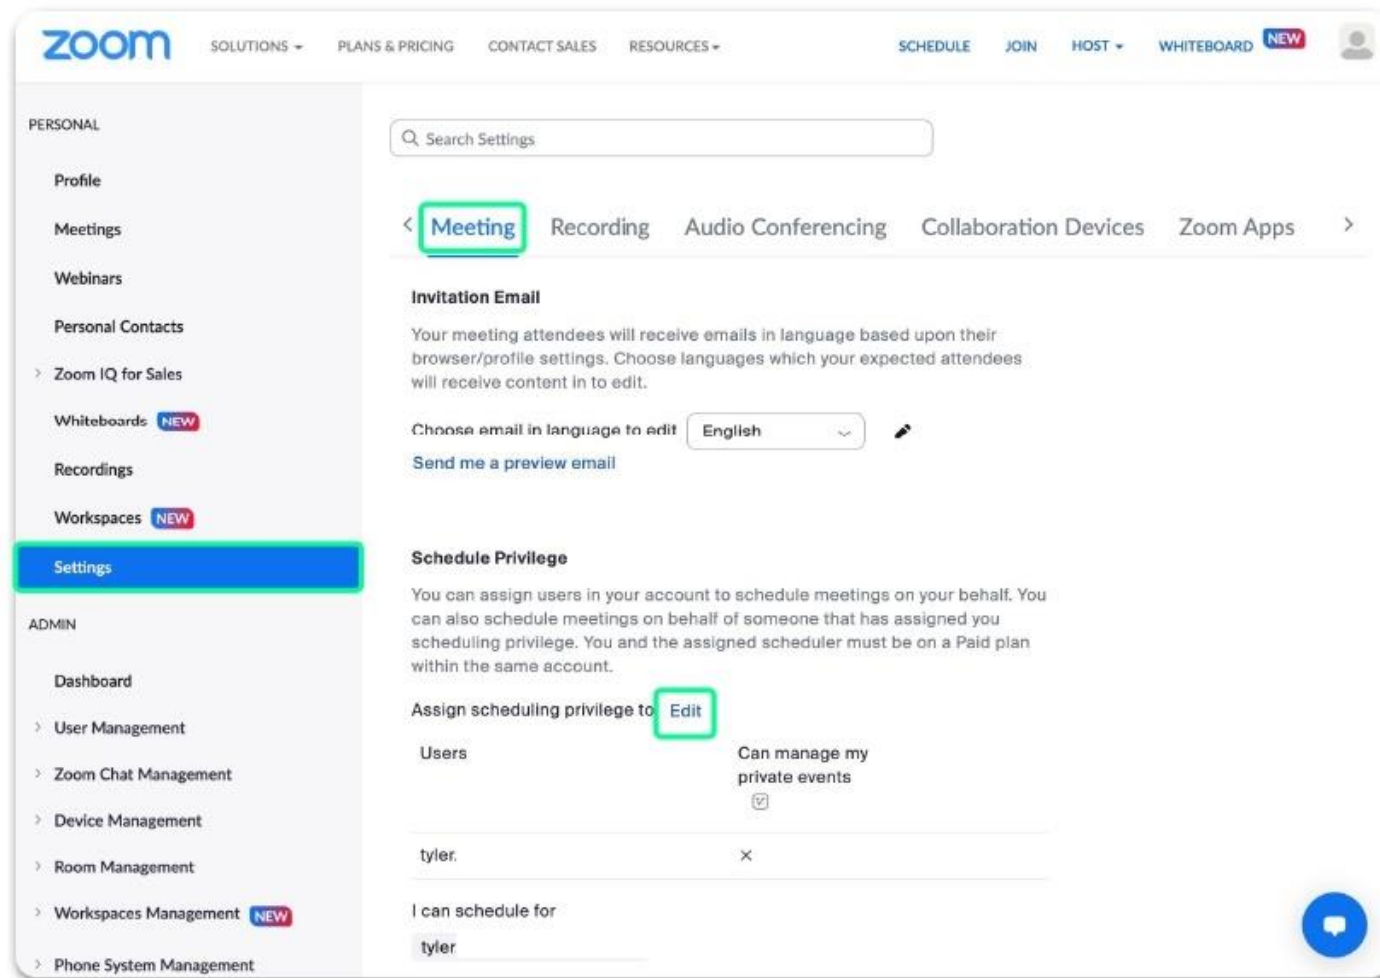 zoom SOLUTIONS PLANS & PRICING CONTACT SALES RESOURCES SCHEDULE JOIN HOST WHITEBOARD NEW
PERSONAL
Profile
Meetings
Webinars
Personal Contacts
Zoom IQ for Sales
Whiteboards NEW
Recordings
Workspaces NEW
Settings
ADMIN
Dashboard
User Management
Zoom Chat Management
Device Management
Room Management
Workspaces Management NEW
Phone System Management
Search Settings
Meeting Recording Audio Conferencing Collaboration Devices Zoom Apps
Invitation Email
Your meeting attendees will receive emails in language based upon their
browser/profile settings. Choose languages which your expected attendees
will receive content in to edit.
Choose email in language to edit English
Send me a preview email
Schedule Privilege
You can assign users in your account to schedule meetings on your behalf. You
can also schedule meetings on behalf of someone that has assigned you
scheduling privilege. You and the assigned scheduler must be on a Paid plan
within the same account.
Assign scheduling privilege to Edit
Users Can manage my
private events
tyler.
I can schedule for
tyler